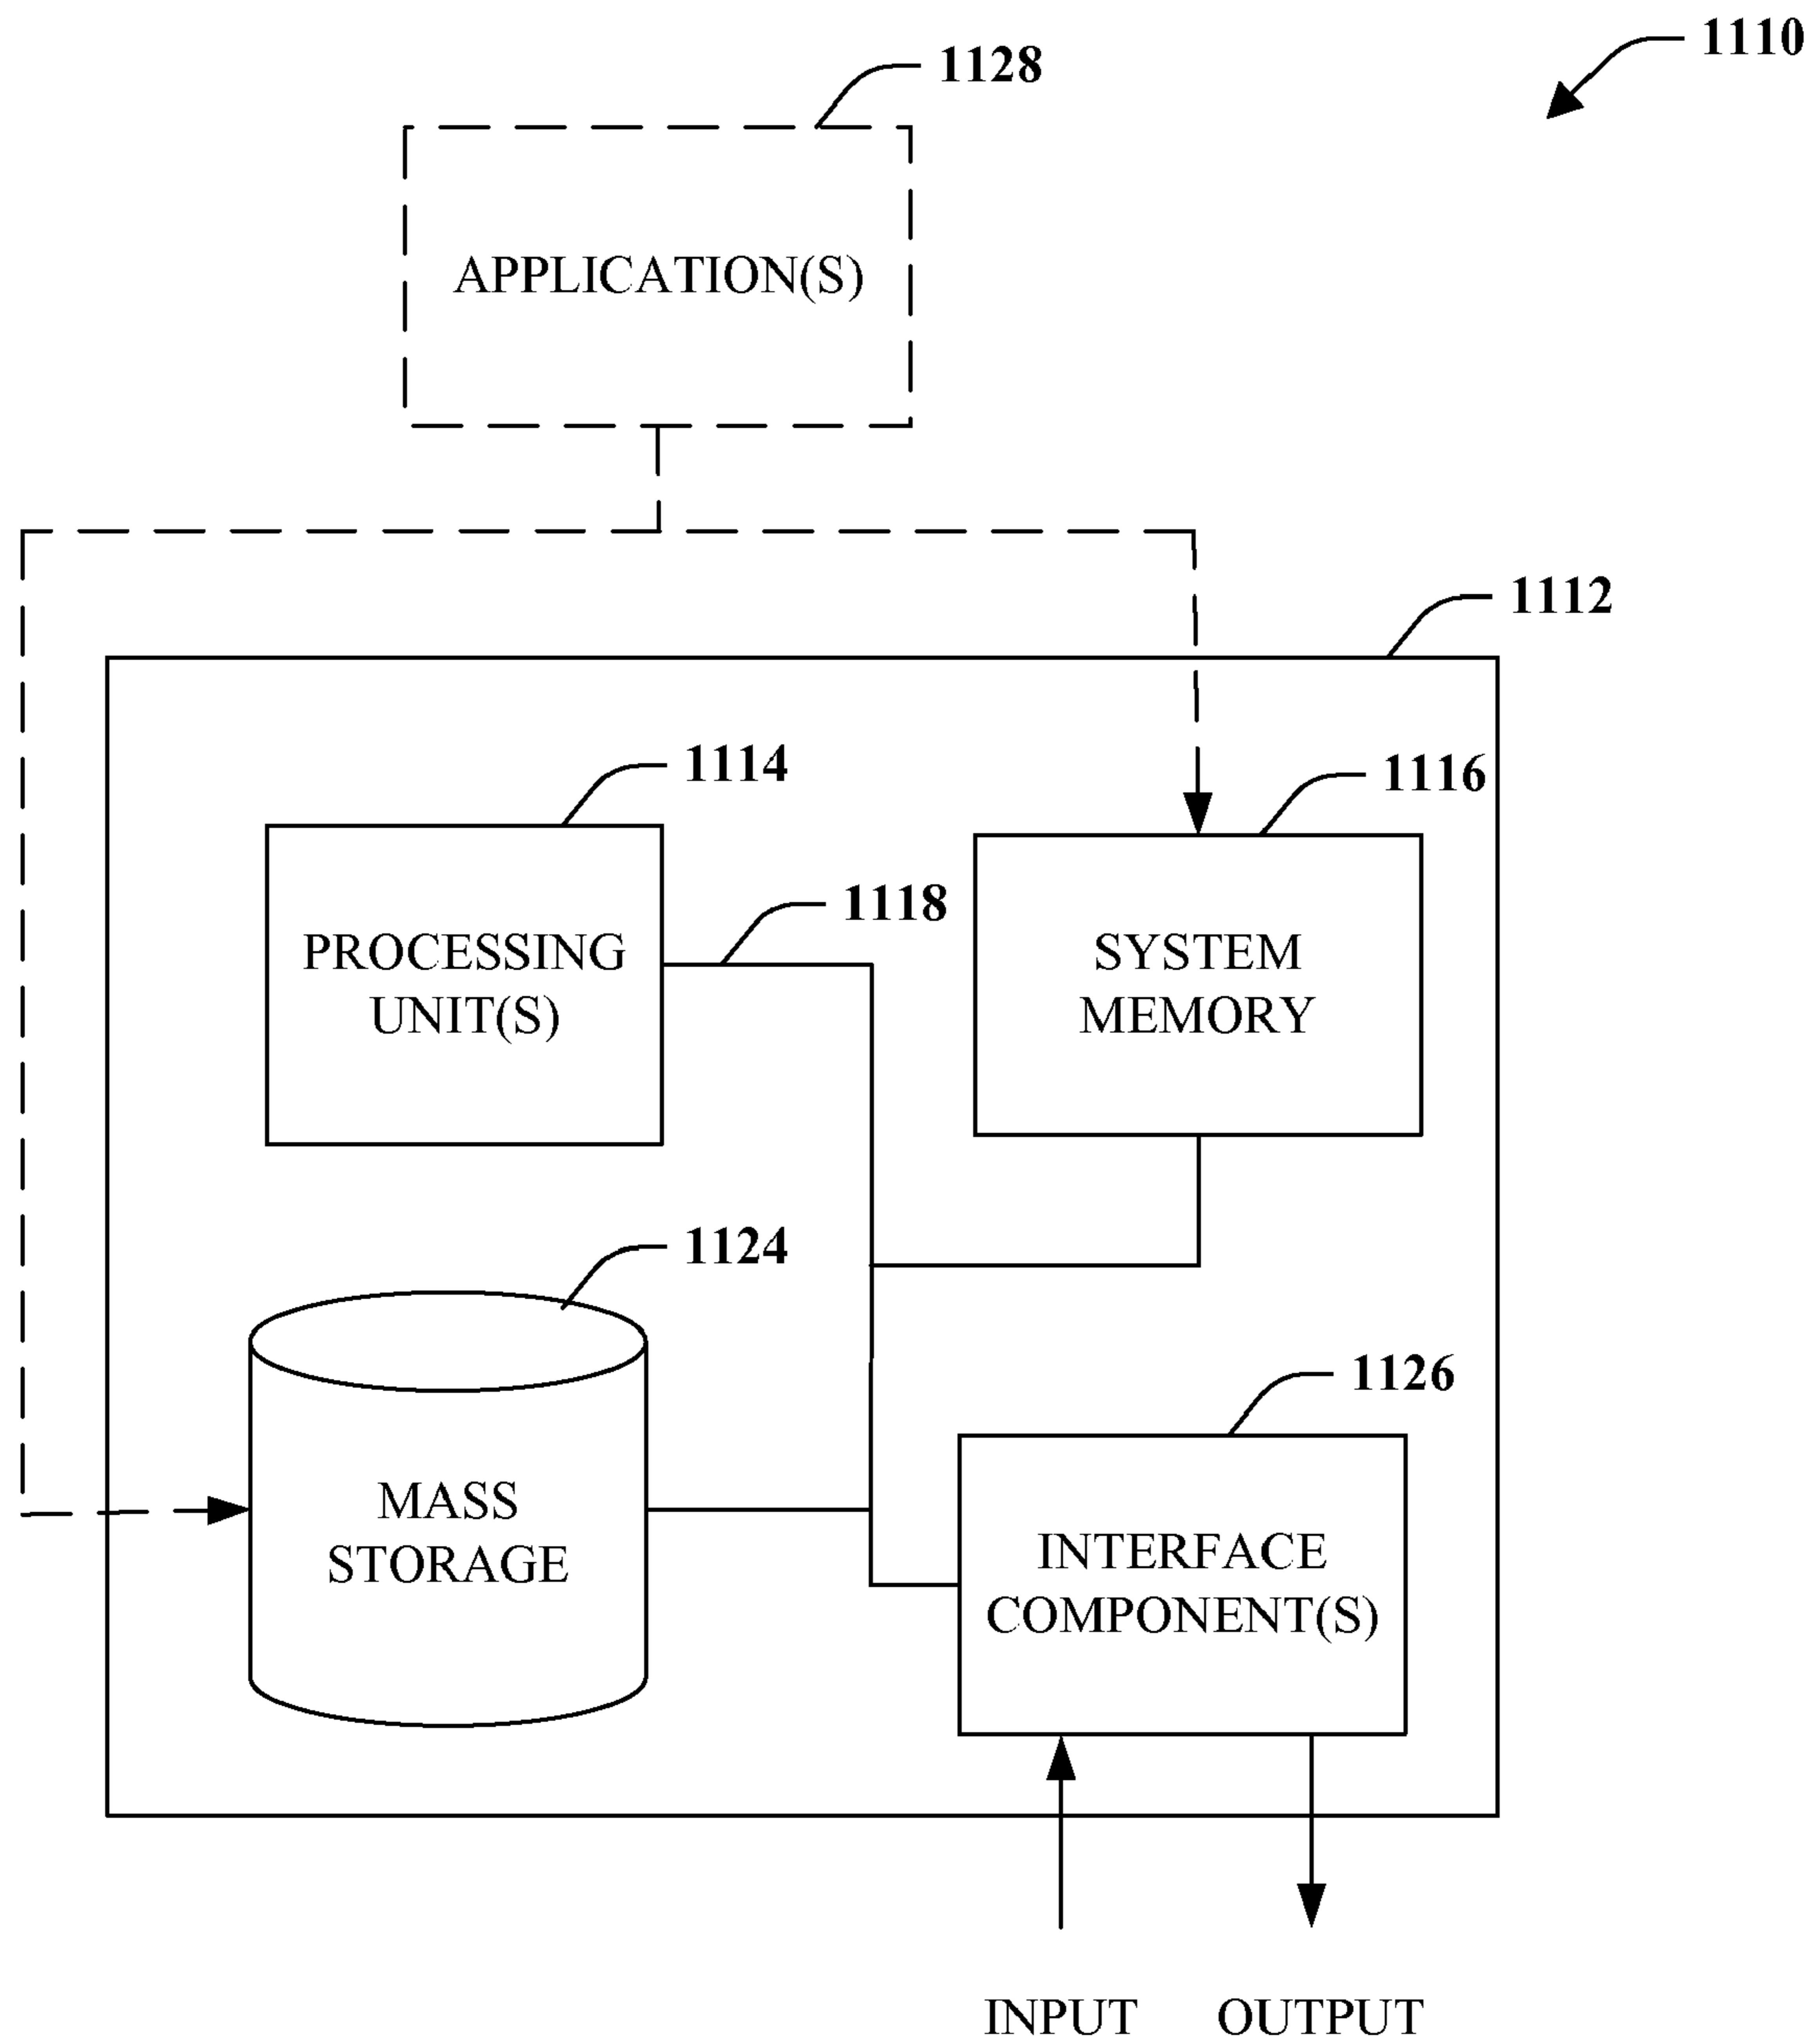 1110
1128
APPLICATION(S)
1112
1114
1116
1118
PROCESSING
UNIT(S)
SYSTEM
MEMORY
1124
1126
MASS
STORAGE
INTERFACE
COMPONENT(S)
INPUT
OUTPUT